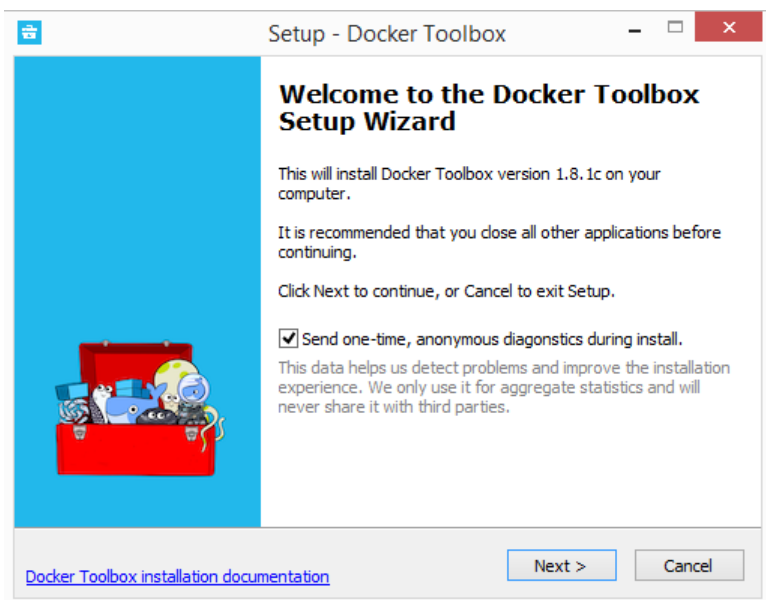 Setup - Docker Toolbox
Welcome to the Docker Toolbox
Setup Wizard
This will install Docker Toolbox version 1.8.1c on your
computer.
It is recommended that you close all other applications before
continuing.
Click Next to continue, or Cancel to exit Setup.
Send one-time, anonymous diagonstics during install.
This data helps us detect problems and improve the installation
experience. We only use it for aggregate statistics and will
never share it with third parties.
Docker Toolbox installation documentation
Next >
Cancel